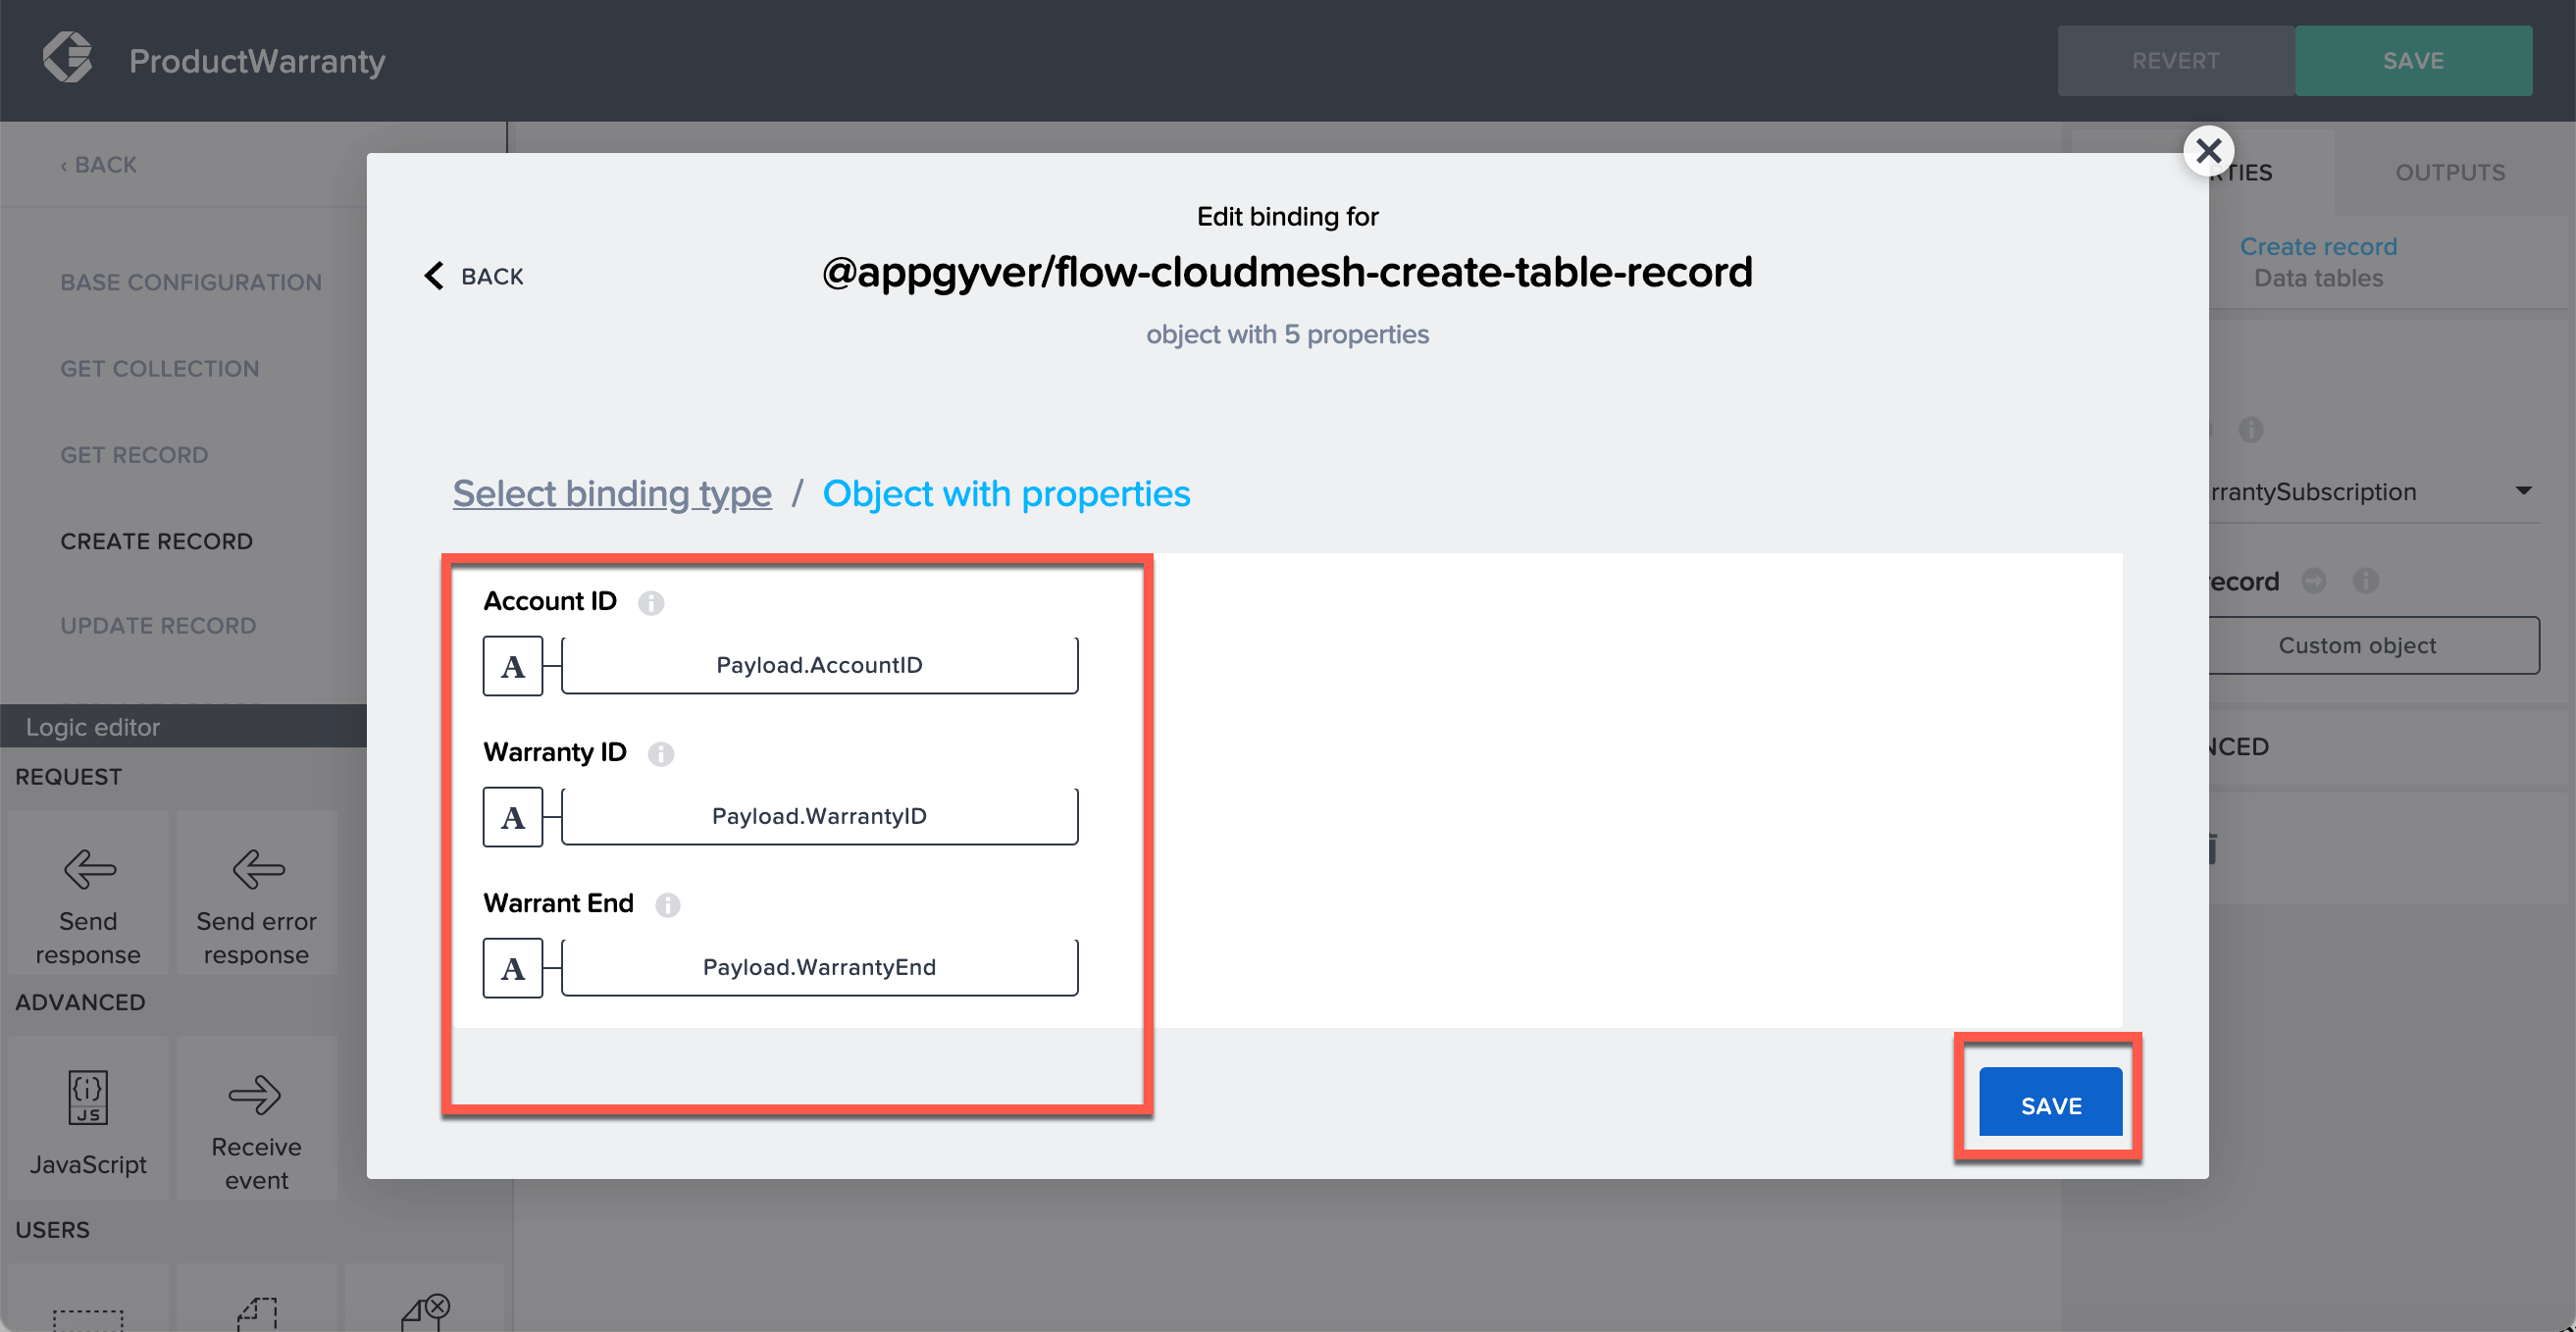 ProductWarranty
REVERT
SAVE
‹ BACK
BASE CONFIGURATION
GET COLLECTION
GET RECORD
CREATE RECORD
UPDATE RECORD
Logic editor
REQUEST
Send
response
Send error
response
ADVANCED
{i}
JS
JavaScript
Receive
event
USERS
Edit binding for
BACK
@appgyver/flow-cloudmesh-create-table-record
object with 5 properties
Select binding type / Object with properties
Account ID
A
Payload.AccountID
Warranty ID
A
Payload.WarrantyID
Warrant End
A
Payload.WarrantyEnd
SAVE
RTIES
OUTPUTS
Create record
Data tables
rrantySubscription
record
Custom object
NCED